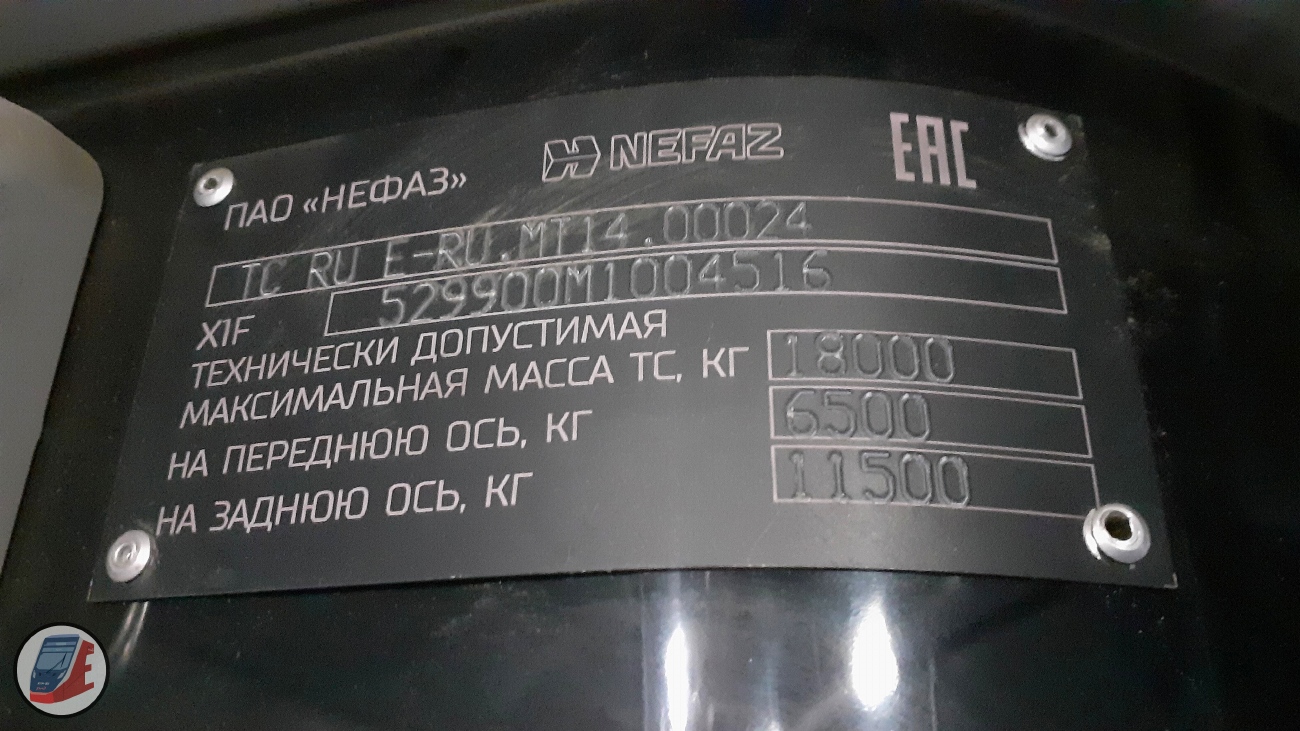 ПАО «НЕФАЗ» NEFAZ EAC
ТС RU E-RU.MT14.00024
X1F 529900M1004516
ТЕХНИЧЕСКИ ДОПУСТИМАЯ
МАКСИМАЛЬНАЯ МАССА ТС, КГ 18000
НА ПЕРЕДНЮЮ ОСЬ, КГ 6500
НА ЗАДНЮЮ ОСЬ, КГ 11500